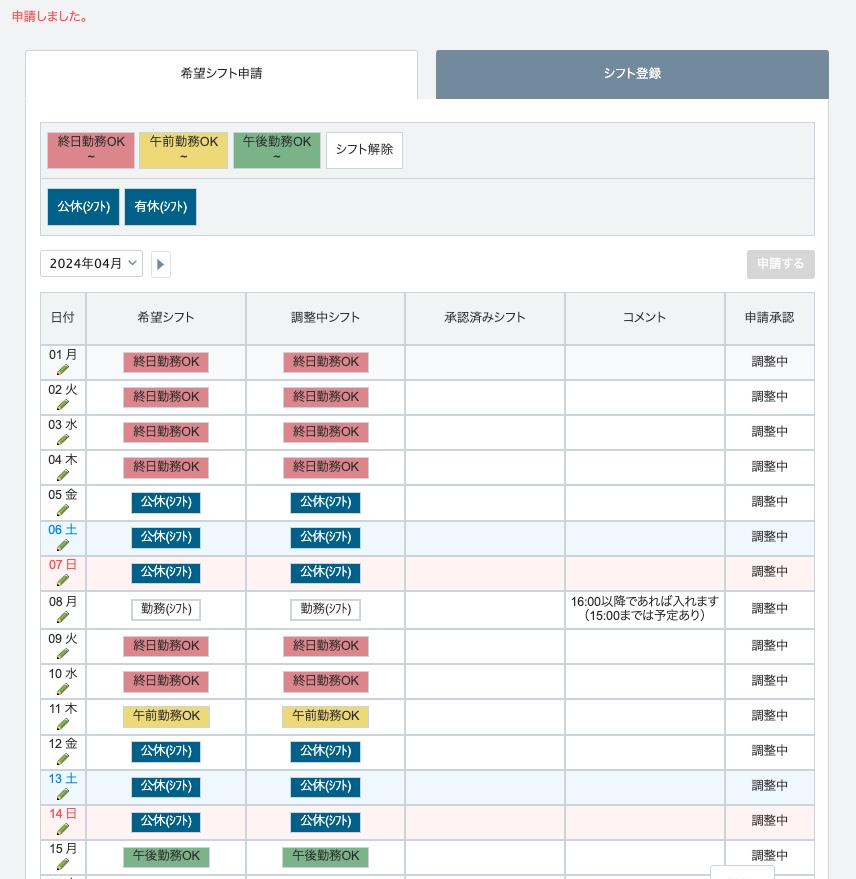 申請しました。
希望シフト申請 シフト登録
終日勤務OK 午前勤務OK 午後勤務OK シフト解除
~ ~ ~
公休(ｼﾌﾄ) 有休(ｼﾌﾄ)
2024年04月 申請する
日付 希望シフト 調整中シフト 承認済みシフト コメント 申請承認
01 月 終日勤務OK 終日勤務OK 調整中
02 火 終日勤務OK 終日勤務OK 調整中
03 水 終日勤務OK 終日勤務OK 調整中
04 木 終日勤務OK 終日勤務OK 調整中
05 金 公休(ｼﾌﾄ) 公休(ｼﾌﾄ) 調整中
06 土 公休(ｼﾌﾄ) 公休(ｼﾌﾄ) 調整中
07 日 公休(ｼﾌﾄ) 公休(ｼﾌﾄ) 調整中
08 月 勤務(ｼﾌﾄ) 勤務(ｼﾌﾄ) 16:00以降であれば入れます 調整中
（15:00までは予定あり）
09 火 終日勤務OK 終日勤務OK 調整中
10 水 終日勤務OK 終日勤務OK 調整中
11 木 午前勤務OK 午前勤務OK 調整中
12 金 公休(ｼﾌﾄ) 公休(ｼﾌﾄ) 調整中
13 土 公休(ｼﾌﾄ) 公休(ｼﾌﾄ) 調整中
14 日 公休(ｼﾌﾄ) 公休(ｼﾌﾄ) 調整中
15 月 午後勤務OK 午後勤務OK 調整中